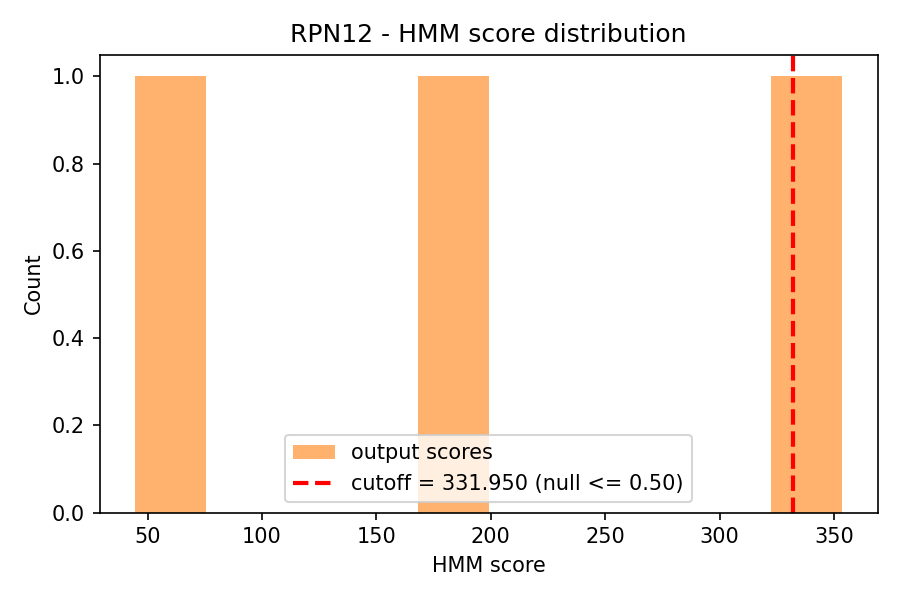 RPN12 - HMM score distribution
1.0
0.8
0.6
0.4
0.2
0.0
Count
output scores
cutoff = 331.950 (null <= 0.50)
50 100 150 200 250 300 350
HMM score